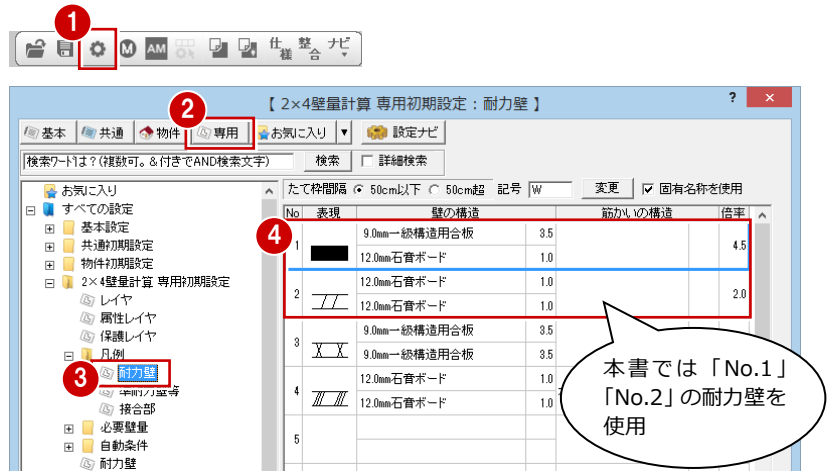 1
M AM 仕様 整合 ナビ
【 2×4壁量計算 専用初期設定：耐力壁 】 ? ×
2
基本 共通 物件 専用 お気に入り ▼ 設定ナビ
検索ワードは?(複数可。&付きでAND検索文字) 検索 詳細検索
お気に入り
すべての設定
基本設定
共通初期設定
物件初期設定
2×4壁量計算 専用初期設定
レイヤ
属性レイヤ
保護レイヤ
凡例
3
耐力壁
準耐力壁等
接合部
必要壁量
自動条件
耐力壁
たて枠間隔 50cm以下 50cm超 記号 W 変更 固有名称を使用
No 表現 壁の構造 筋かいの構造 倍率
4
1 9.0mm一級構造用合板 3.5 4.5
12.0mm石音ボード 1.0
2 12.0mm石音ボード 1.0 2.0
12.0mm石音ボード 1.0
3 9.0mm一級構造用合板 3.5
9.0mm一級構造用合板 3.5
4 12.0mm石音ボード 1.0
12.0mm石音ボード 1.0
5
本書では「No.1」
「No.2」の耐力壁を
使用